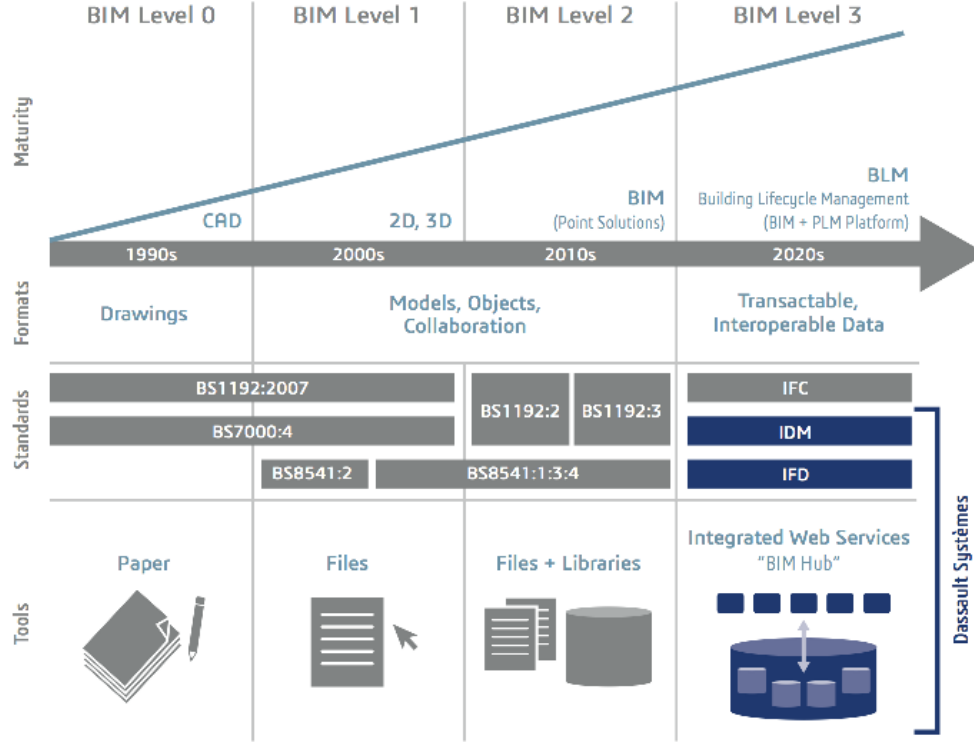 BIM Level 0
BIM Level 1
BIM Level 2
BIM Level 3
Maturity
CAD
2D, 3D
BIM
(Point Solutions)
BLM
Building Lifecycle Management
(BIM + PLM Platform)
1990s
2000s
2010s
2020s
Formats
Drawings
Models, Objects,
Collaboration
Transactable,
Interoperable Data
Standards
BS1192:2007
BS7000:4
BS8541:2
BS1192:2
BS1192:3
BS8541:1:3:4
IFC
IDM
IFD
Tools
Paper
Files
Files + Libraries
Integrated Web Services
“BIM Hub”
Dassault Systèmes